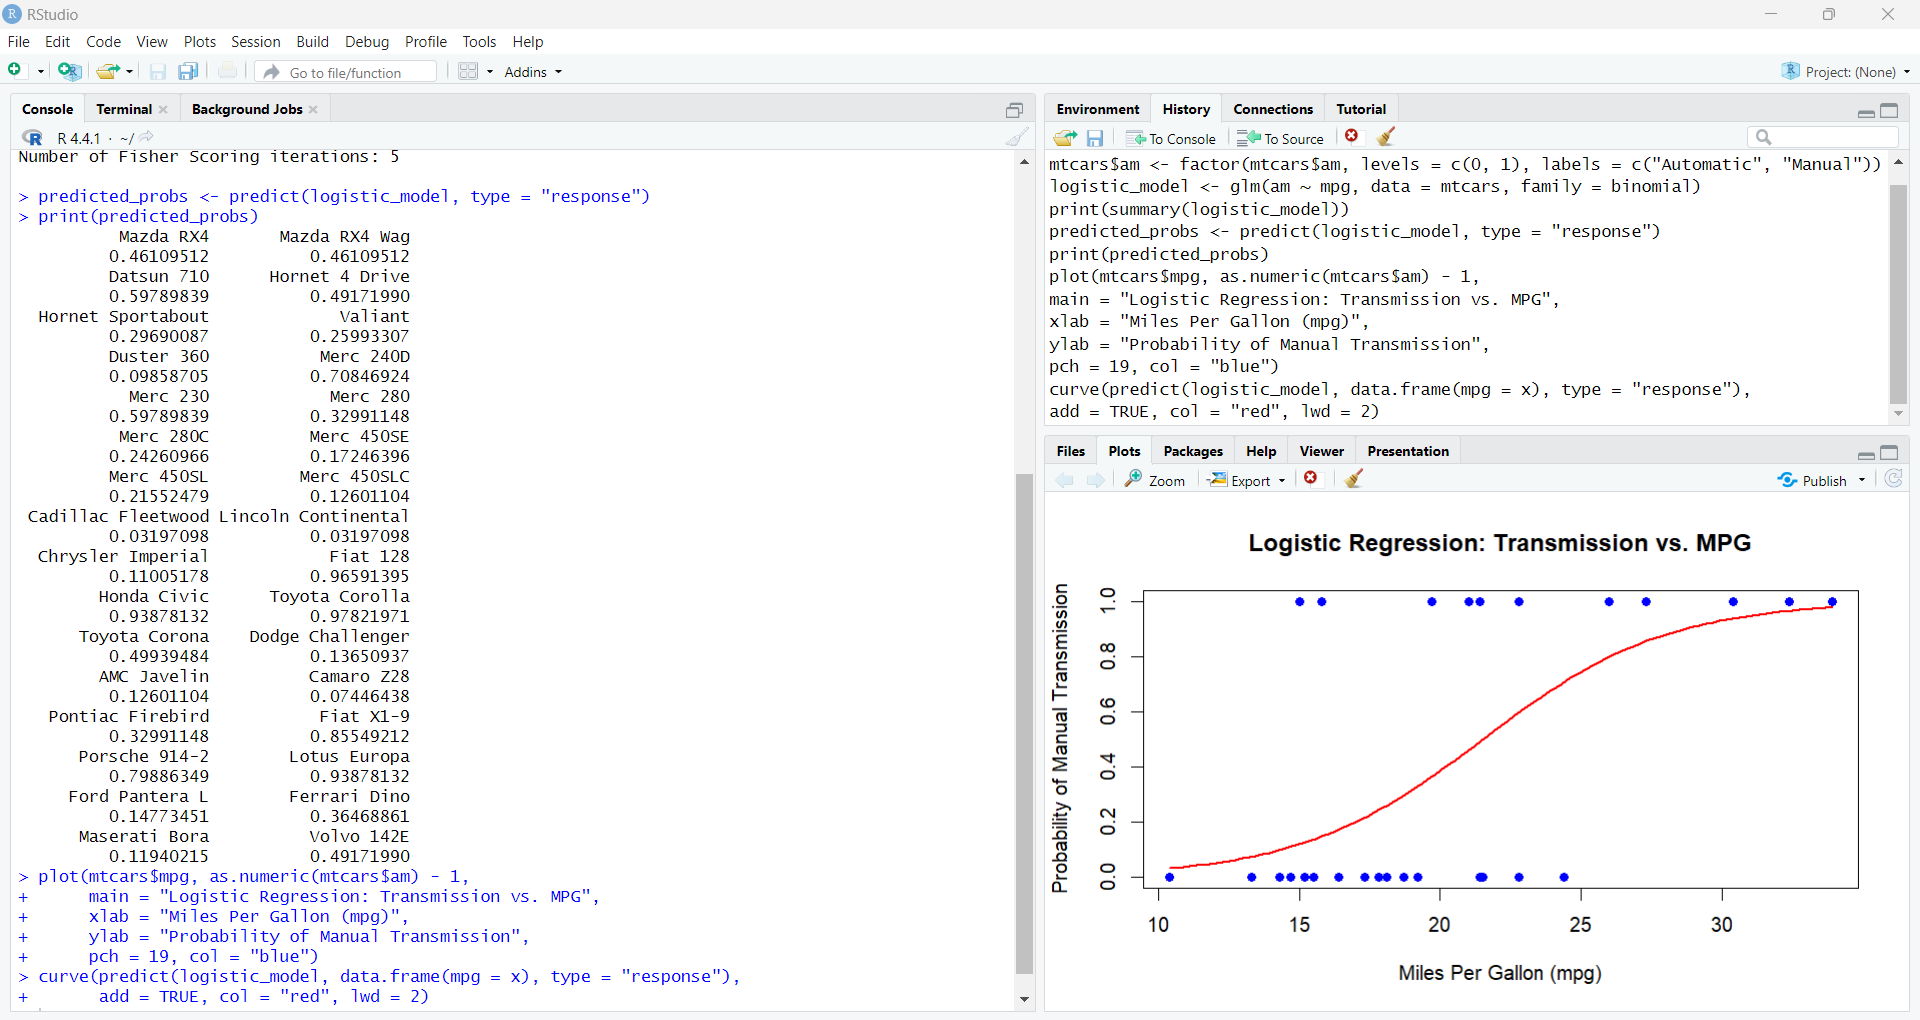 RStudio
File Edit Code View Plots Session Build Debug Profile Tools Help
Go to file/function Addins Project: (None)
Console Terminal Background Jobs
R 4.4.1 · ~/
Number of Fisher Scoring iterations: 5
> predicted_probs <- predict(logistic_model, type = "response")
> print(predicted_probs)
Mazda RX4 Mazda RX4 Wag
0.46109512 0.46109512
Datsun 710 Hornet 4 Drive
0.59789839 0.49171990
Hornet Sportabout Valiant
0.29690087 0.25993307
Duster 360 Merc 240D
0.09858705 0.70846924
Merc 230 Merc 280
0.59789839 0.32991148
Merc 280C Merc 450SE
0.24260966 0.17246396
Merc 450SL Merc 450SLC
0.21552479 0.12601104
Cadillac Fleetwood Lincoln Continental
0.03197098 0.03197098
Chrysler Imperial Fiat 128
0.11005178 0.96591395
Honda Civic Toyota Corolla
0.93878132 0.97821971
Toyota Corona Dodge Challenger
0.49939484 0.13650937
AMC Javelin Camaro Z28
0.12601104 0.07446438
Pontiac Firebird Fiat X1-9
0.32991148 0.85549212
Porsche 914-2 Lotus Europa
0.79886349 0.93878132
Ford Pantera L Ferrari Dino
0.14773451 0.36468861
Maserati Bora Volvo 142E
0.11940215 0.49171990
> plot(mtcars$mpg, as.numeric(mtcars$am) - 1,
+ main = "Logistic Regression: Transmission vs. MPG",
+ xlab = "Miles Per Gallon (mpg)",
+ ylab = "Probability of Manual Transmission",
+ pch = 19, col = "blue")
> curve(predict(logistic_model, data.frame(mpg = x), type = "response"),
+ add = TRUE, col = "red", lwd = 2)
Environment History Connections Tutorial
To Console To Source
mtcars$am <- factor(mtcars$am, levels = c(0, 1), labels = c("Automatic", "Manual"))
logistic_model <- glm(am ~ mpg, data = mtcars, family = binomial)
print(summary(logistic_model))
predicted_probs <- predict(logistic_model, type = "response")
print(predicted_probs)
plot(mtcars$mpg, as.numeric(mtcars$am) - 1,
main = "Logistic Regression: Transmission vs. MPG",
xlab = "Miles Per Gallon (mpg)",
ylab = "Probability of Manual Transmission",
pch = 19, col = "blue")
curve(predict(logistic_model, data.frame(mpg = x), type = "response"),
add = TRUE, col = "red", lwd = 2)
Files Plots Packages Help Viewer Presentation
Zoom Export Publish
Logistic Regression: Transmission vs. MPG
Probability of Manual Transmission
1.0
0.8
0.6
0.4
0.2
0.0
10 15 20 25 30
Miles Per Gallon (mpg)